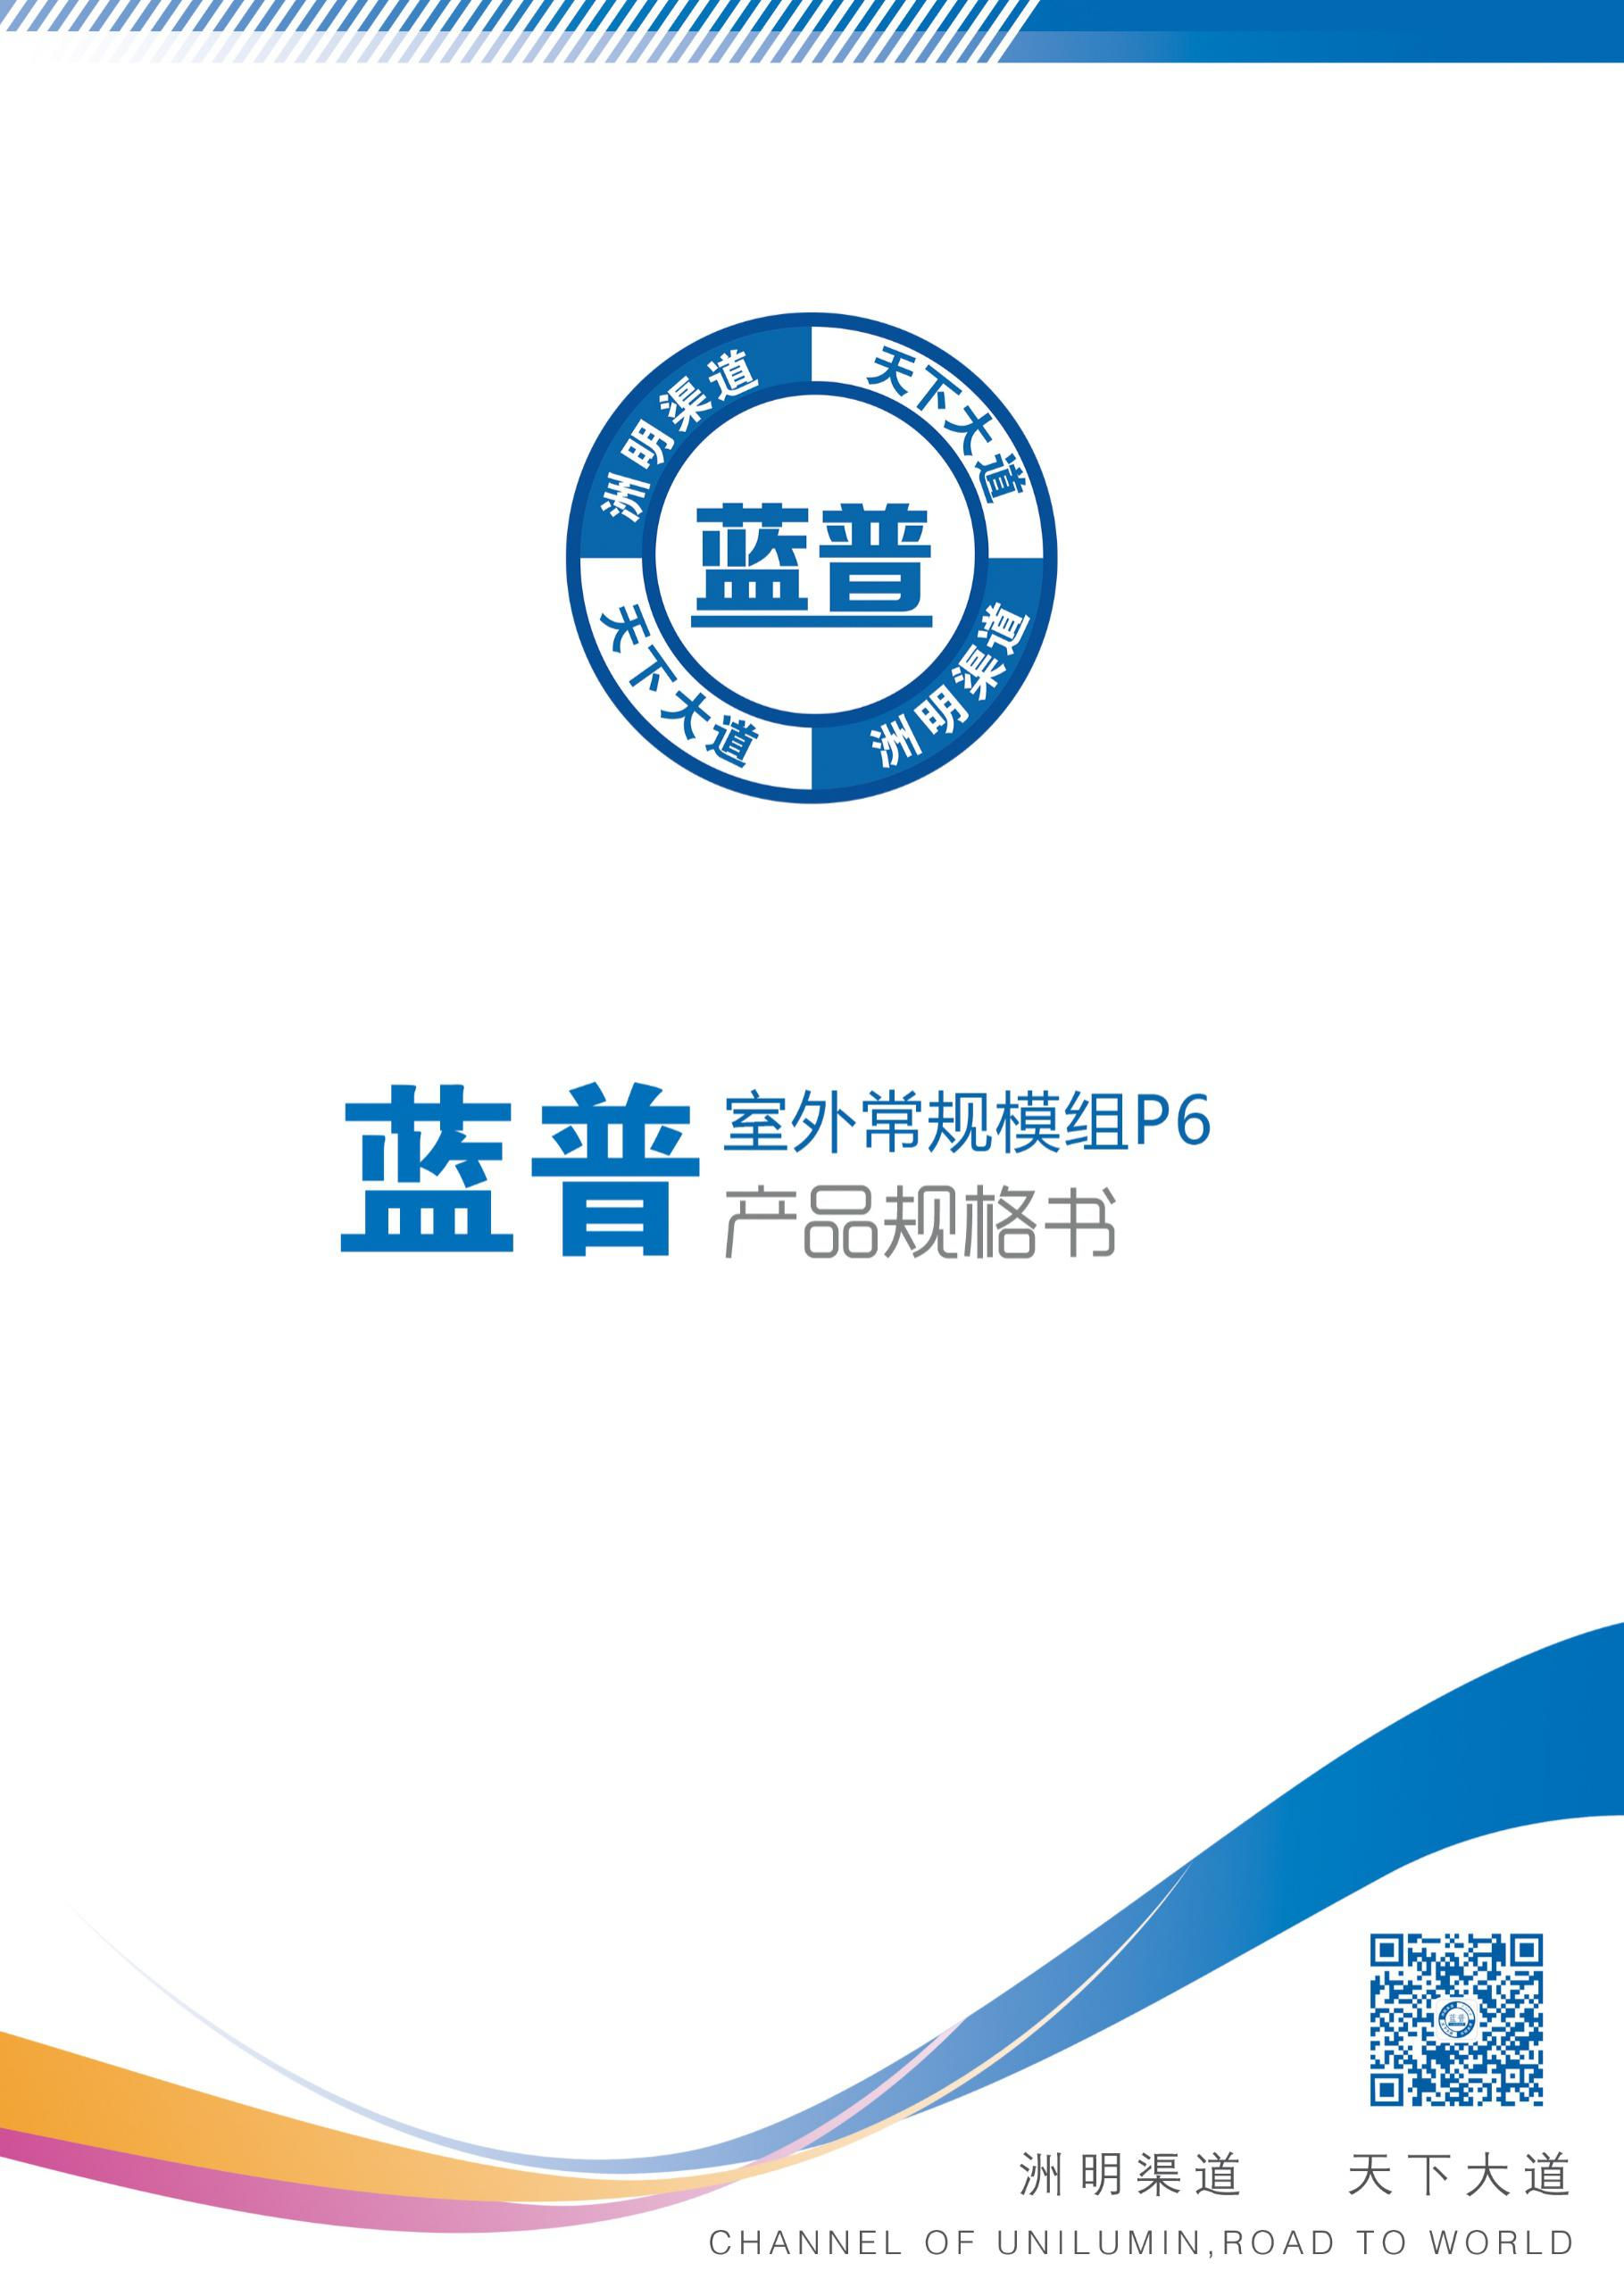 洲明渠道
天下大道
蓝普
天下大道
洲明渠道
蓝普
室外常规模组P6
产品规格书
洲明渠道 天下大道
CHANNEL OF UNILUMIN,ROAD TO WORLD